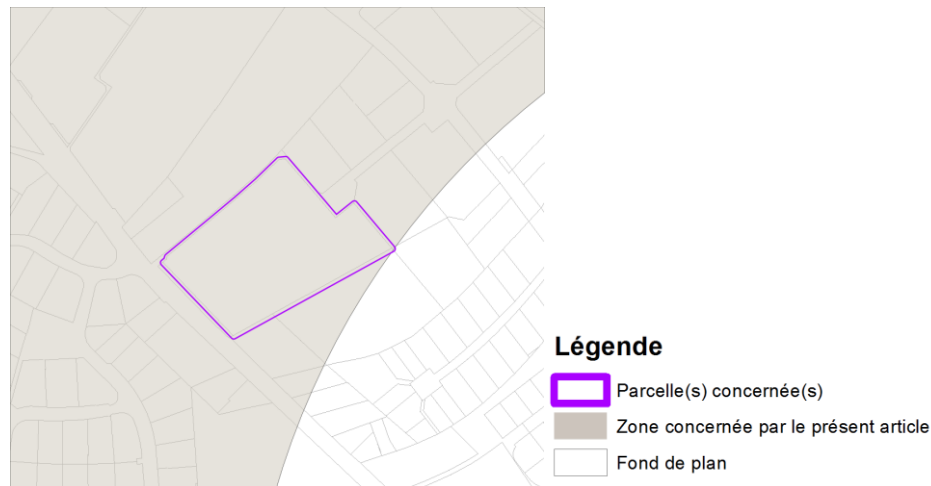 Légende
Parcelle(s) concernée(s)
Zone concernée par le présent article
Fond de plan